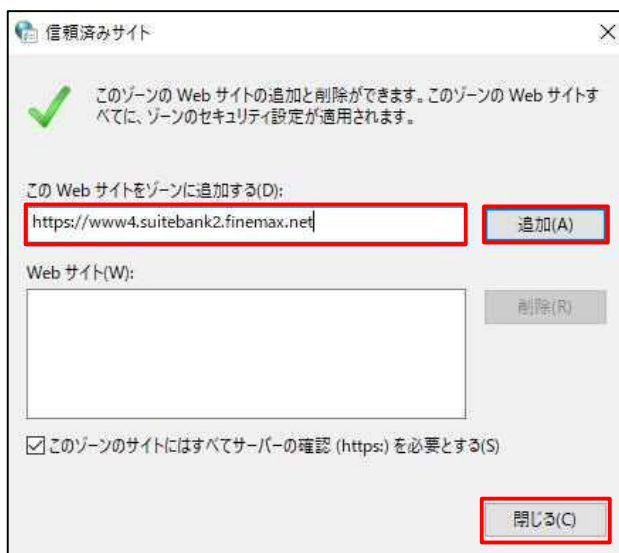 信頼済みサイト
このゾーンの Web サイトの追加と削除ができます。このゾーンの Web サイトす
べてに、ゾーンのセキュリティ設定が適用されます。
この Web サイトをゾーンに追加する(D):
https://www4.suitebank2.finemax.net
追加(A)
Web サイト(W):
削除(R)
このゾーンのサイトにはすべてサーバーの確認 (https:) を必要とする(S)
閉じる(C)